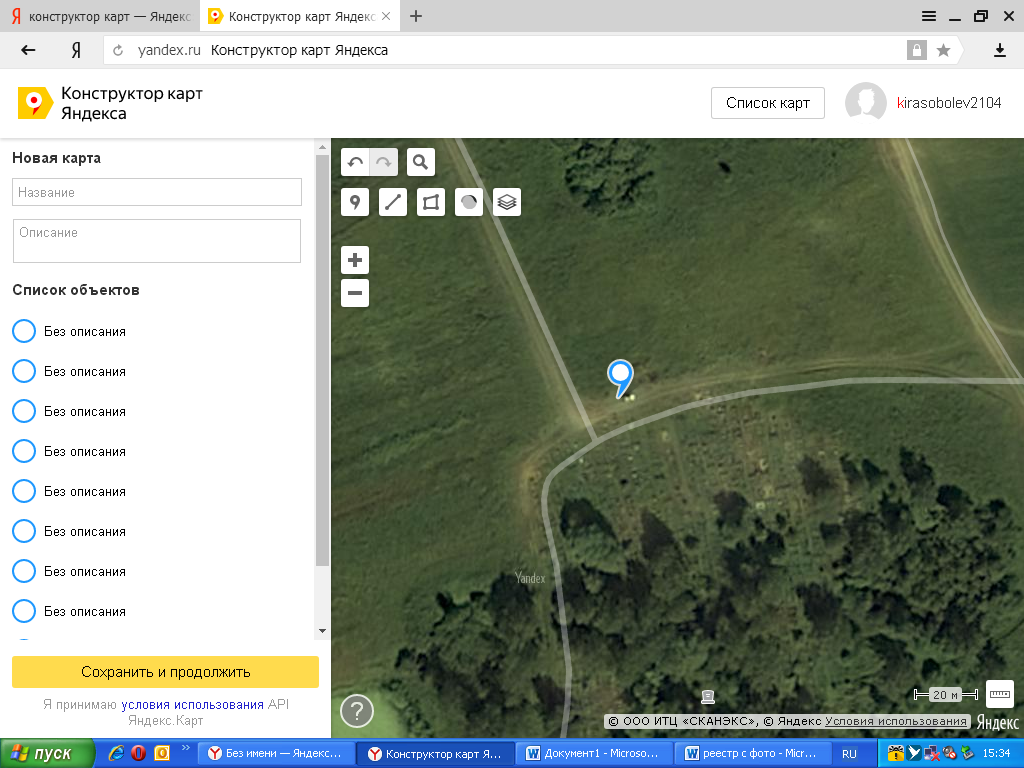 конструктор карт — Яндекс
Конструктор карт Яндекс
yandex.ru Конструктор карт Яндекса
Конструктор карт
Яндекса
Список карт
kirasobolev2104
Новая карта
Название
Описание
Список объектов
Без описания
Без описания
Без описания
Без описания
Без описания
Без описания
Без описания
Без описания
Сохранить и продолжить
Я принимаю условия использования API
Яндекс.Карт
Yandex
20 м
© ООО ИТЦ «СКАНЭКС», © Яндекс Условия использования
Яндекс
пуск
Без имени — Яндекс...
Конструктор карт Я...
Документ1 - Microso...
реестр с фото - Micr...
RU
15:34